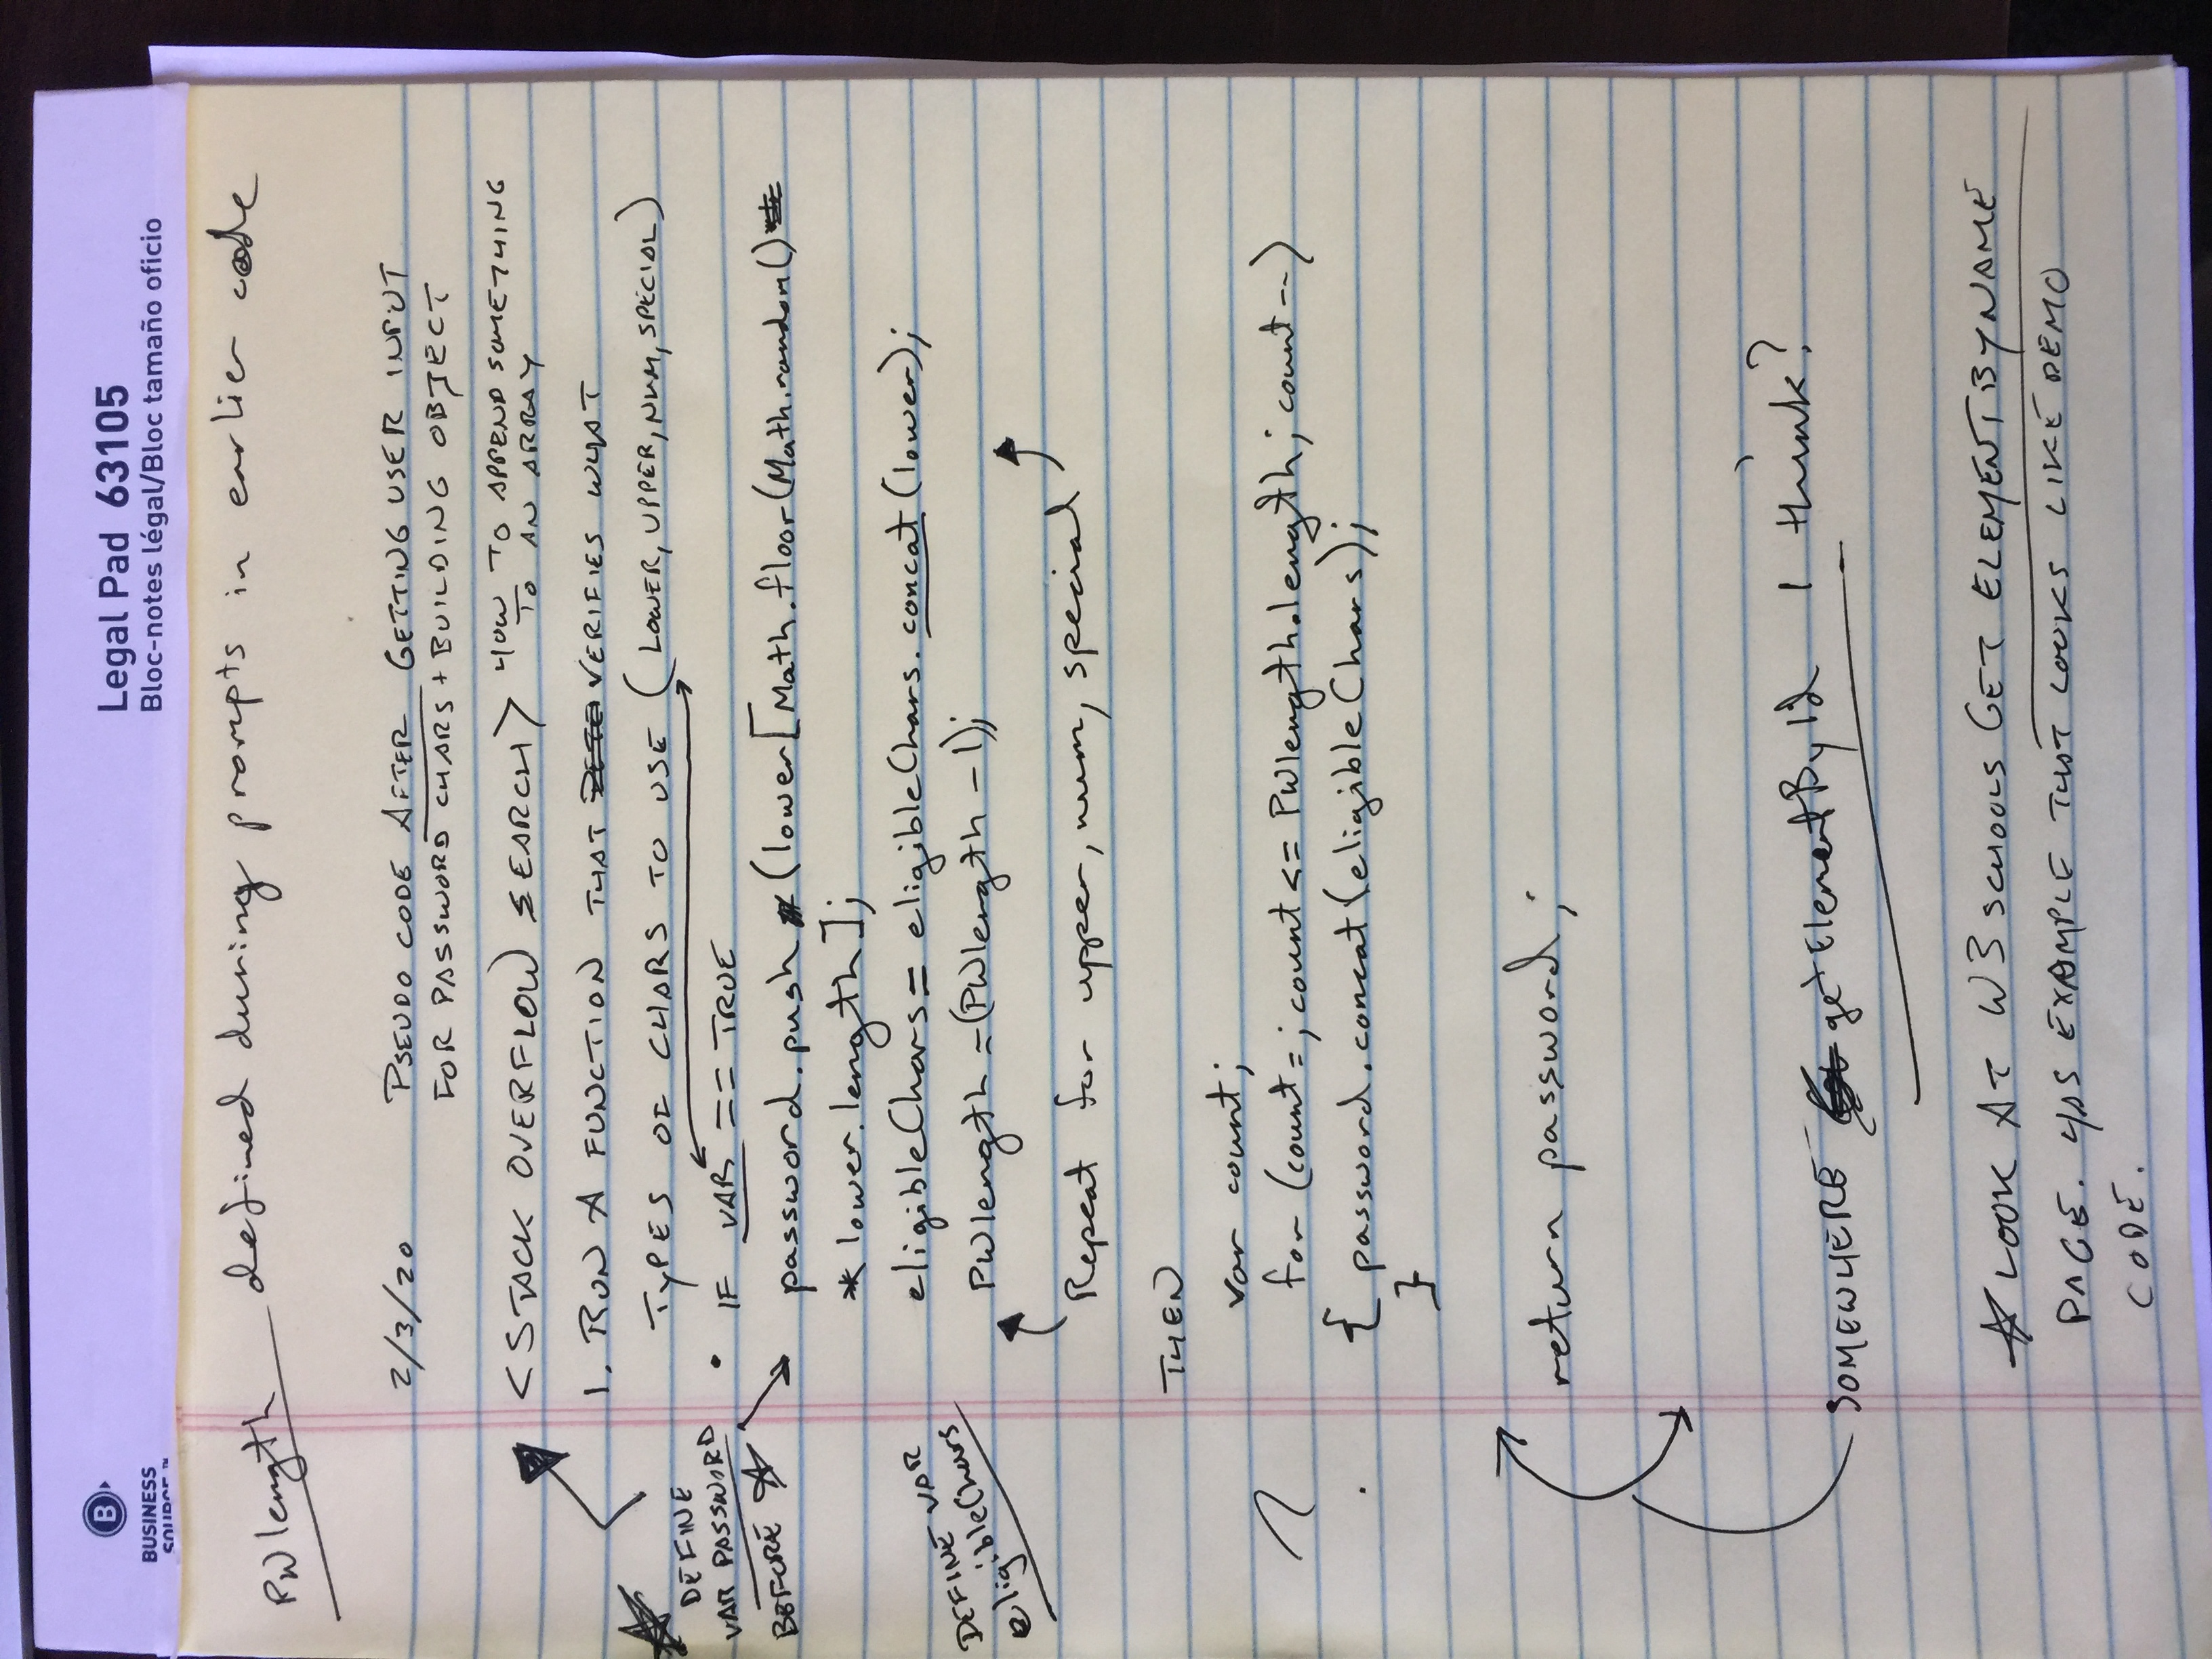 B
BUSINESS
SOURCE ™
Legal Pad 63105
Bloc-notes légal/Bloc tamaño oficio
PWlength defined during prompts in earlier code
2/3/20 PSEUDO CODE AFTER GETTING USER INPUT
FOR PASSWORD CHARS + BUILDING OBJECT
<STACK OVERFLOW SEARCH> HOW TO APPEND SOMETHING
TO AN ARRAY
1. RUN A FUNCTION THAT VERIFIES WHAT
TYPES OF CHARS TO USE (LOWER, UPPER, NUM, SPECIAL)
DEFINE
VAR PASSWORD
BEFORE
• IF VAR == TRUE
password.push (lower[Math.floor(Math.random()
* lower.length];
eligibleChars = eligibleChars.concat(lower);
DEFINE VAR
eligibleChars
PWlength = (PWlength - 1);
Repeat for upper, num, special
THEN
var count;
?
for (count=; count <= PWlength.length; count--)
{ password.concat(eligibleChars);
}
return password;
SOMEWHERE getElementById I think?
LOOK AT W3 SCHOOLS GET ELEMENT BY NAME
PAGE. HAS EXAMPLE THAT LOOKS LIKE DEMO
CODE.